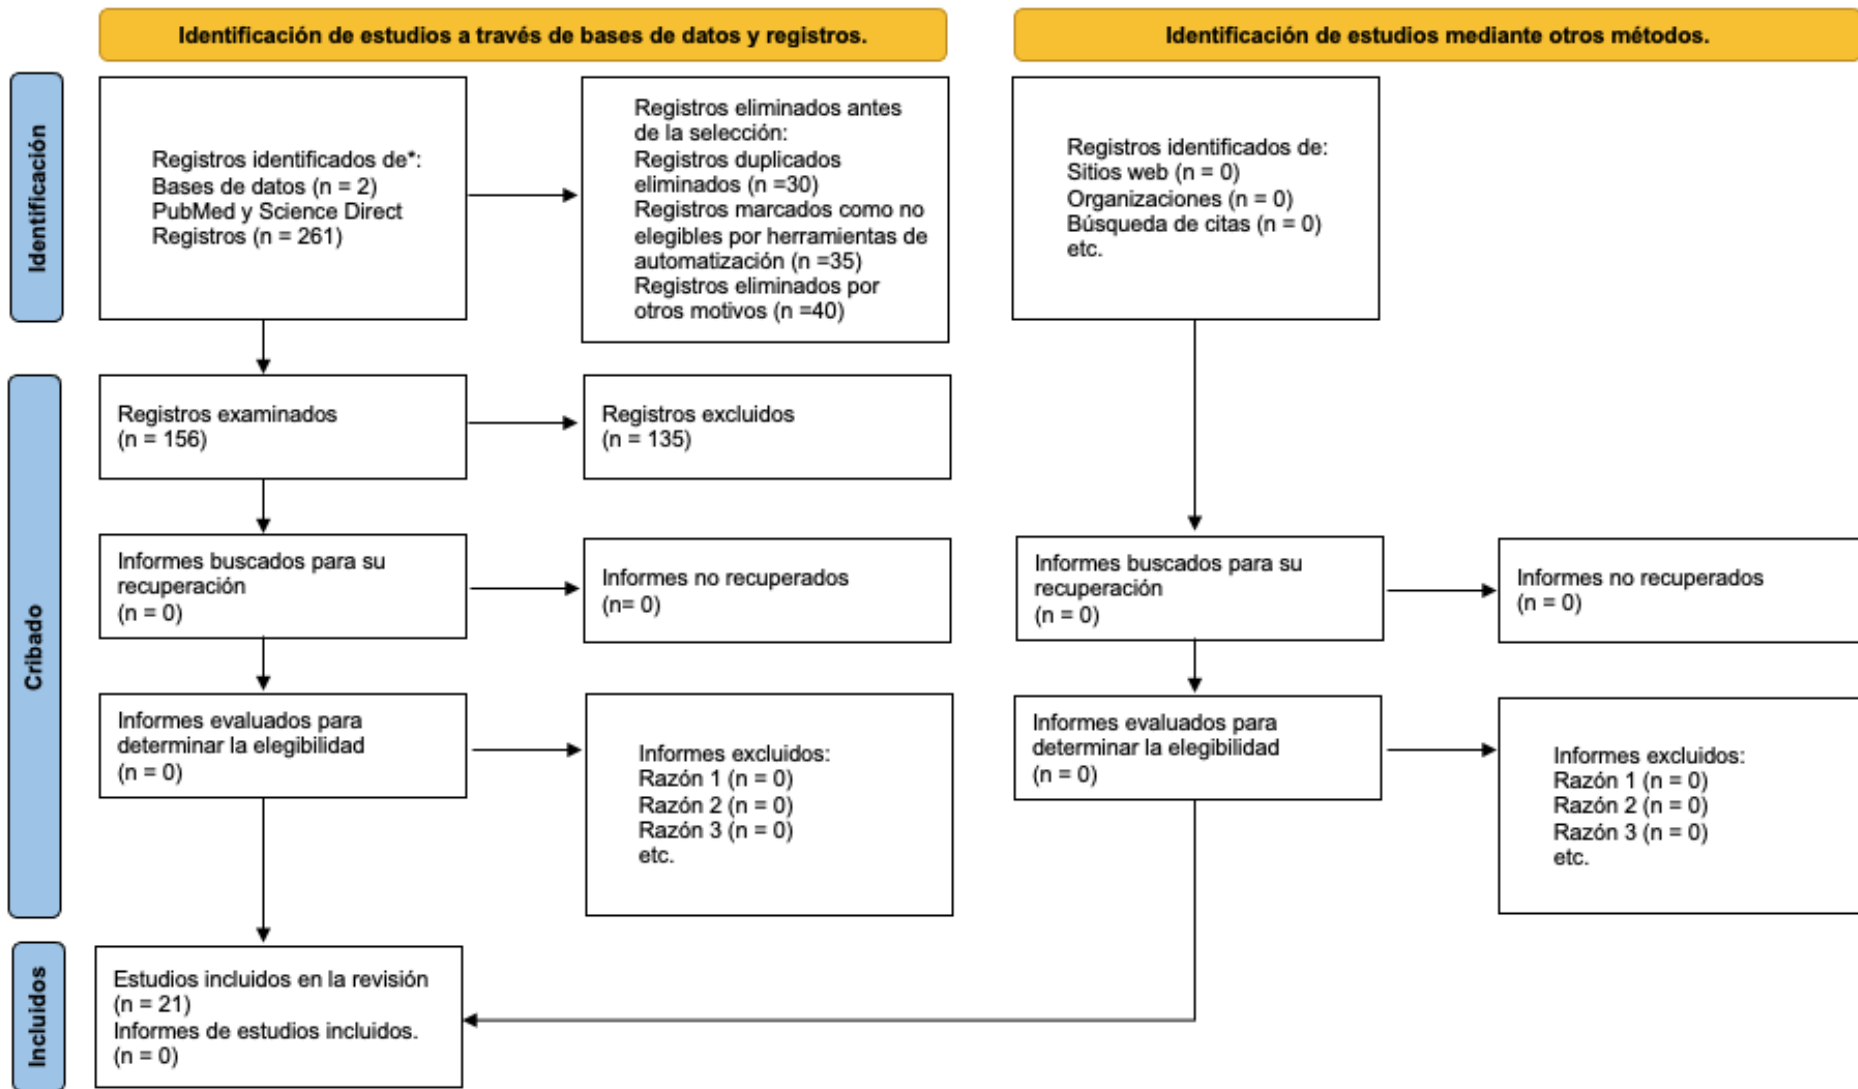 Identificación de estudios a través de bases de datos y registros.
Identificación de estudios mediante otros métodos.
Identificación
Registros identificados de*:
Bases de datos (n = 2)
PubMed y Science Direct
Registros (n = 261)
Registros eliminados antes
de la selección:
Registros duplicados
eliminados (n =30)
Registros marcados como no
elegibles por herramientas de
automatización (n =35)
Registros eliminados por
otros motivos (n =40)
Registros identificados de:
Sitios web (n = 0)
Organizaciones (n = 0)
Búsqueda de citas (n = 0)
etc.
Cribado
Registros examinados
(n = 156)
Registros excluidos
(n = 135)
Informes buscados para su
recuperación
(n = 0)
Informes no recuperados
(n= 0)
Informes buscados para su
recuperación
(n = 0)
Informes no recuperados
(n = 0)
Informes evaluados para
determinar la elegibilidad
(n = 0)
Informes excluidos:
Razón 1 (n = 0)
Razón 2 (n = 0)
Razón 3 (n = 0)
etc.
Informes evaluados para
determinar la elegibilidad
(n = 0)
Informes excluidos:
Razón 1 (n = 0)
Razón 2 (n = 0)
Razón 3 (n = 0)
etc.
Incluidos
Estudios incluidos en la revisión
(n = 21)
Informes de estudios incluidos.
(n = 0)